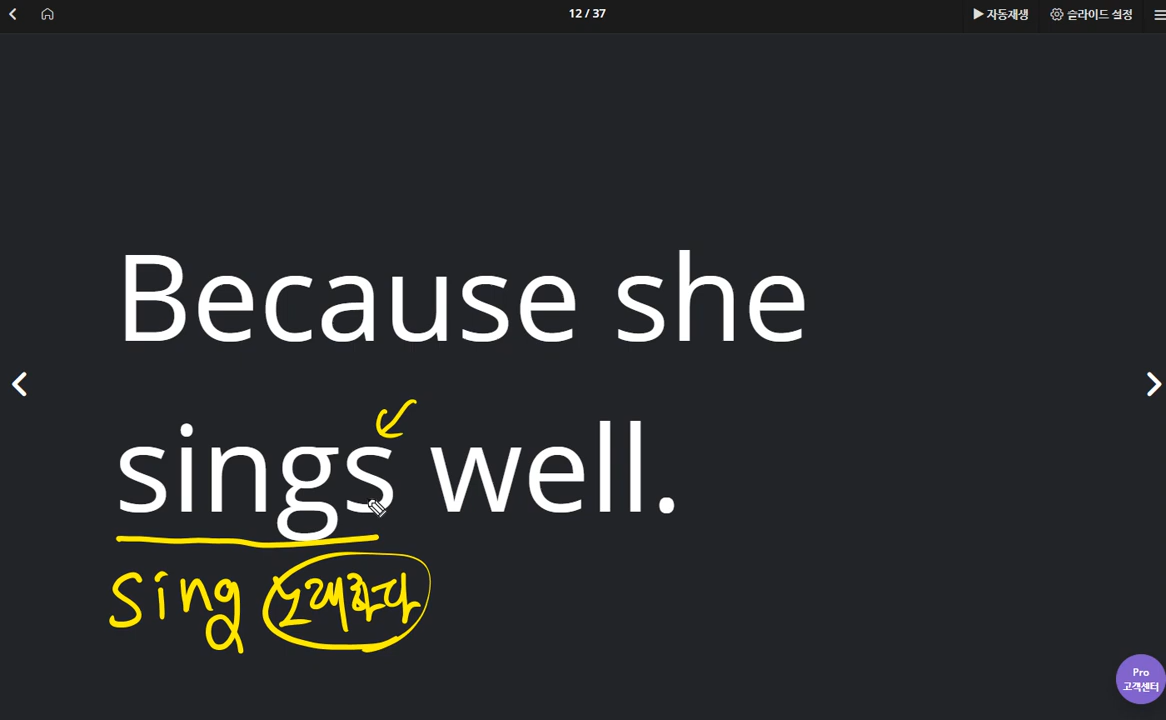 12 / 37
▶ 자동재생
슬라이드 설정
Because she
sings well.
Sing 노래하다
Pro
고객센터